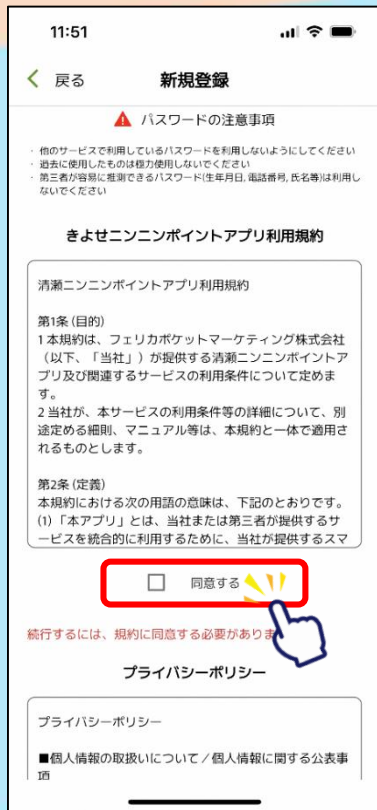 11:51
戻る
新規登録
パスワードの注意事項
・ 他のサービスで利用しているパスワードを利用しないようにしてください
・ 過去に使用したものは極力使用しないでください
・ 第三者が容易に推測できるパスワード(生年月日, 電話番号, 氏名等)は利用し
ないでください
きよせニンニンポイントアプリ利用規約
清瀬ニンニンポイントアプリ利用規約
第1条 (目的)
1 本規約は、フェリカポケットマーケティング株式会社
（以下、「当社」）が提供する清瀬ニンニンポイントア
プリ及び関連するサービスの利用条件について定めま
す。
2 当社が、本サービスの利用条件等の詳細について、別
途定める細則、マニュアル等は、本規約と一体で適用さ
れるものとします。
第2条 (定義)
本規約における次の用語の意味は、下記のとおりです。
(1) 「本アプリ」とは、当社または第三者が提供するサ
ービスを統合的に利用するために、当社が提供するスマ
同意する
続行するには、規約に同意する必要がありま
プライバシーポリシー
プライバシーポリシー
■個人情報の取扱いについて / 個人情報に関する公表事
項